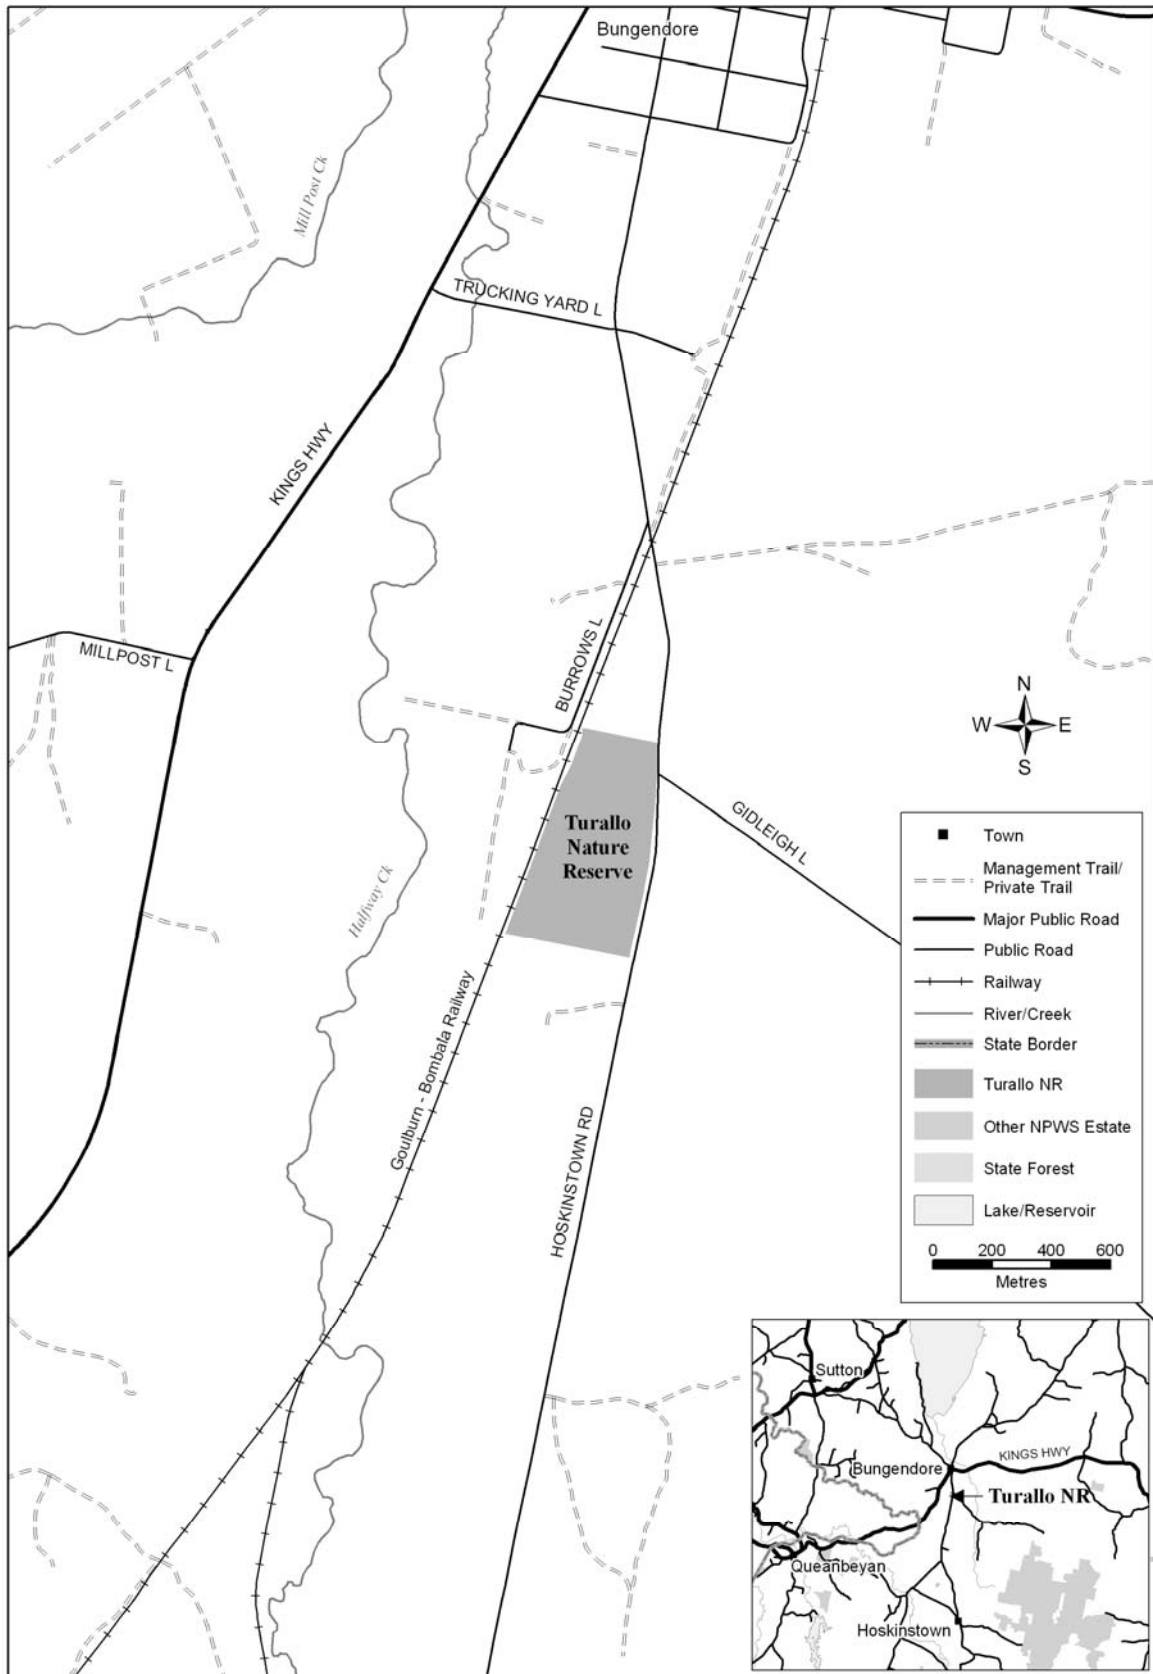 Bungendore
Mill Post Ck
TRUCKING YARD L
KINGS HWY
MILLPOST L
BURROWS L
N
W E
S
GIDLEIGH L
Turallo
Nature
Reserve
Halfway Ck
Goulburn - Bombala Railway
HOSKINSTOWN RD
Town
Management Trail/
Private Trail
Major Public Road
Public Road
Railway
River/Creek
State Border
Turallo NR
Other NPWS Estate
State Forest
Lake/Reservoir
0 200 400 600
Metres
Sutton
KINGS HWY
Bungendore
Turallo NR
Queanbeyan
Hoskinstown